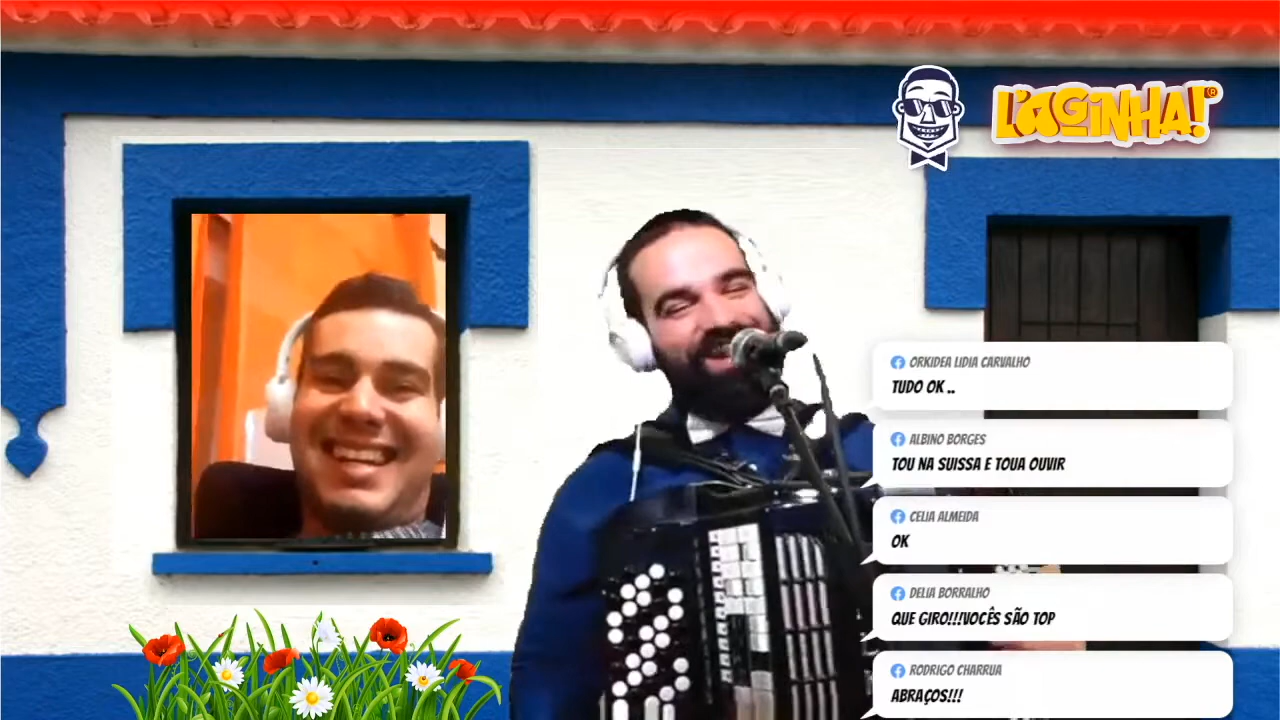 L'AGINHA!®
ORKIDEA LIDIA CARVALHO
TUDO OK ..
ALBINO BORGES
TOU NA SUISSA E TOUA OUVIR
CELIA ALMEIDA
OK
DELIA BORRALHO
QUE GIRO!!!VOCÊS SÃO TOP
RODRIGO CHARRUA
ABRAÇOS!!!